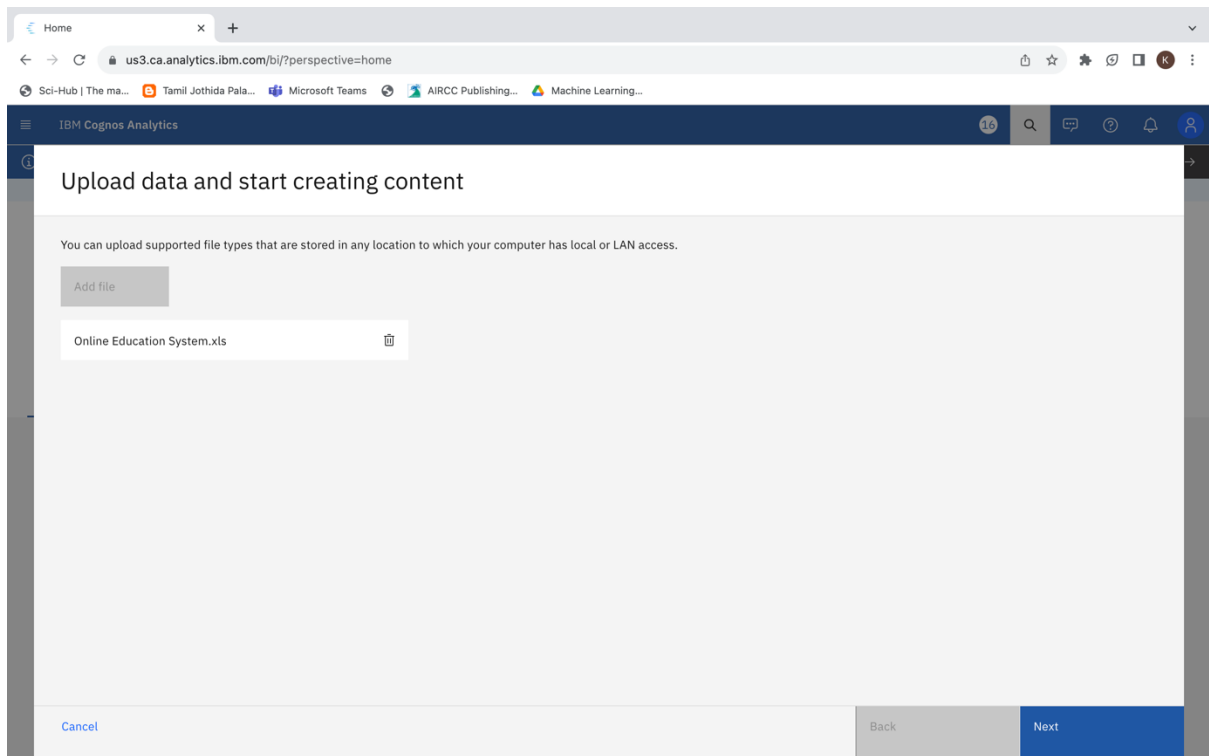 Home
us3.ca.analytics.ibm.com/bi/?perspective=home
K
Sci-Hub | The ma... Tamil Jothida Pala... Microsoft Teams AIRCC Publishing... Machine Learning...
IBM Cognos Analytics
16
Upload data and start creating content
You can upload supported file types that are stored in any location to which your computer has local or LAN access.
Add file
Online Education System.xls
Cancel
Back
Next